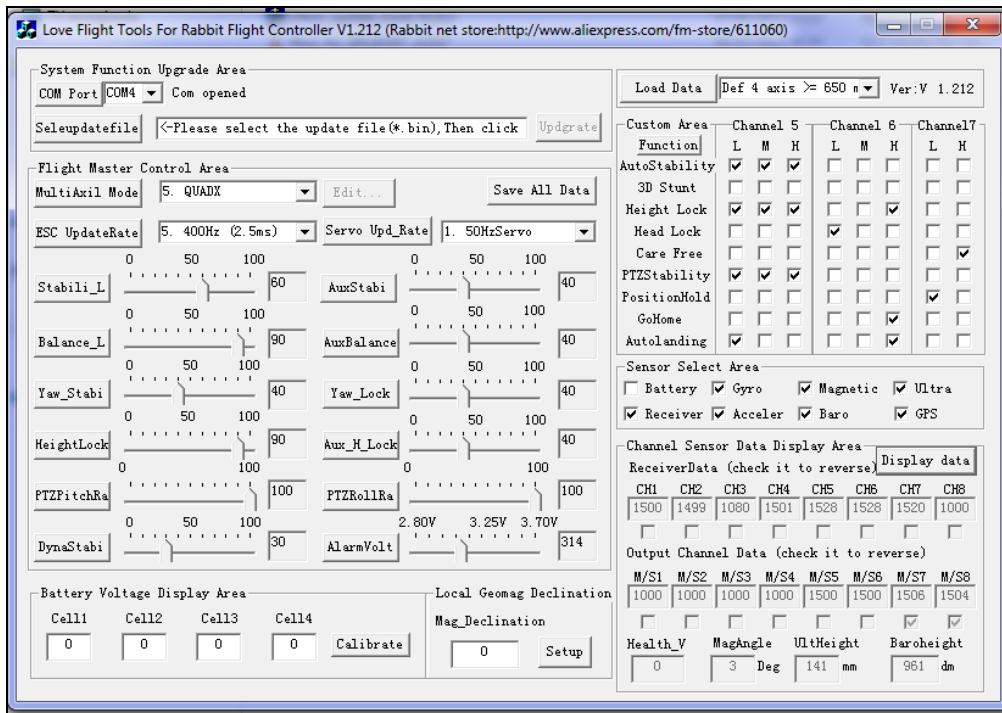 Love Flight Tools For Rabbit Flight Controller V1.212 (Rabbit net store:http://www.aliexpress.com/fm-store/611060)
System Function Upgrade Area
COM Port COM4 Com opened
Seleupdatefile <-Please select the update file(*.bin),Then click Updgrate
Flight Master Control Area
MultiAxil Mode 5. QUADX Edit... Save All Data
ESC UpdateRate 5. 400Hz (2.5ms) Servo Upd_Rate 1. 50HzServo
0 50 100 0 50 100
Stabili_L 60 AuxStabi 40
0 50 100 0 50 100
Balance_L 90 AuxBalance 40
0 50 100 0 50 100
Yaw_Stabi 40 Yaw_Lock 40
0 50 100 0 50 100
HeightLock 90 Aux_H_Lock 40
0 100 0 100
PTZPitchRa 100 PTZRollRa 100
0 50 100 2.80V 3.25V 3.70V
DynaStabi 30 AlarmVolt 314
Battery Voltage Display Area
Cell1 Cell2 Cell3 Cell4
0 0 0 0 Calibrate
Local Geomag Declination
Mag_Declination
0 Setup
Load Data Def 4 axis >= 650 m Ver:V 1.212
Custom Area Channel 5 Channel 6 Channel7
Function L M H L M H L H
AutoStability
3D Stunt
Height Lock
Head Lock
Care Free
PTZStability
PositionHold
GoHome
Autolanding
Sensor Select Area
Battery Gyro Magnetic Ultra
Receiver Acceler Baro GPS
Channel Sensor Data Display Area Display data
ReceiverData (check it to reverse)
CH1 CH2 CH3 CH4 CH5 CH6 CH7 CH8
1500 1499 1080 1501 1528 1528 1520 1000
Output Channel Data (check it to reverse)
M/S1 M/S2 M/S3 M/S4 M/S5 M/S6 M/S7 M/S8
1000 1000 1000 1000 1500 1500 1506 1504
Health_V MagAngle UltHeight Baroheight
0 3 Deg 141 mm 961 dm